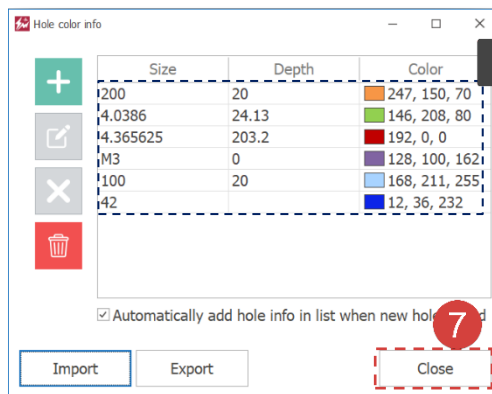 Hole color info
Size Depth Color
200 20 247, 150, 70
4.0386 24.13 146, 208, 80
4.365625 203.2 192, 0, 0
M3 0 128, 100, 162
100 20 168, 211, 255
42 12, 36, 232
Automatically add hole info in list when new hol d
7
Import Export Close